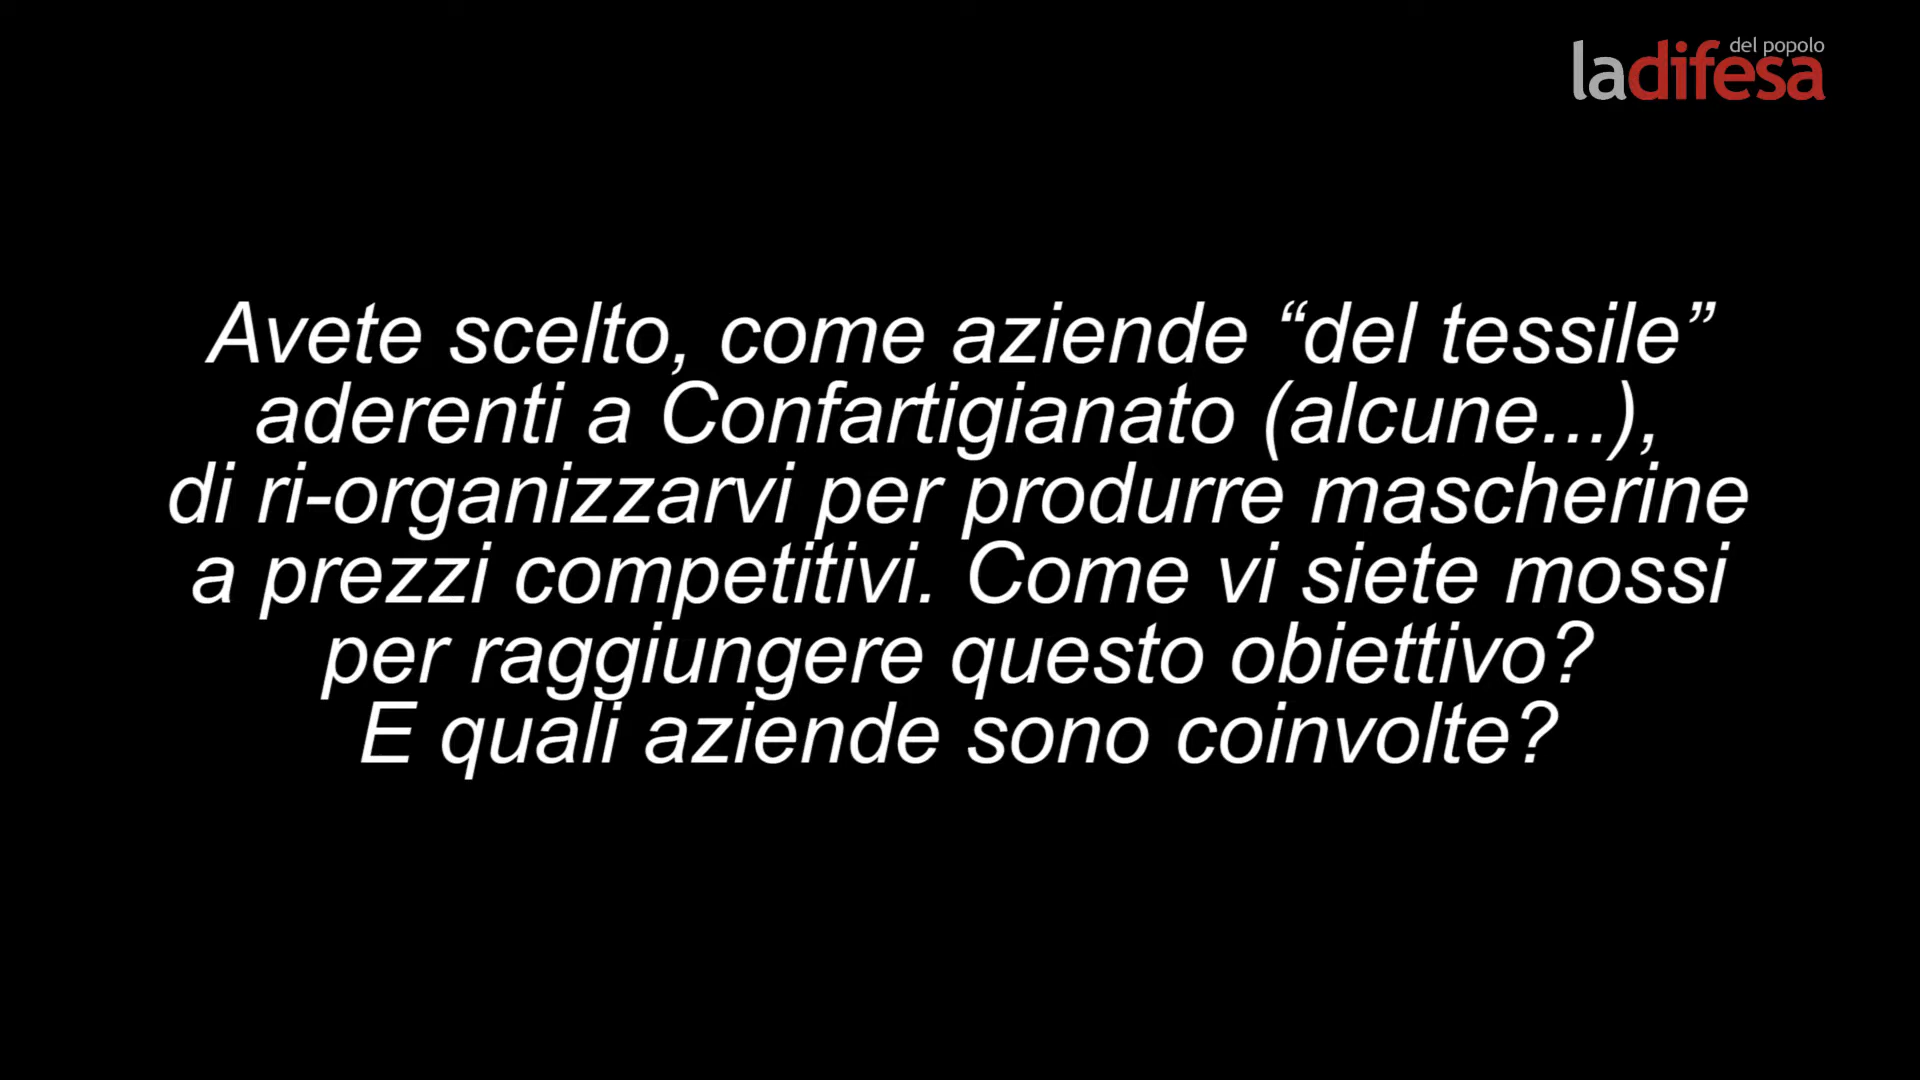 del popolo
ladifesa
Avete scelto, come aziende “del tessile”
aderenti a Confartigianato (alcune...),
di ri-organizzarvi per produrre mascherine
a prezzi competitivi. Come vi siete mossi
per raggiungere questo obiettivo?
E quali aziende sono coinvolte?